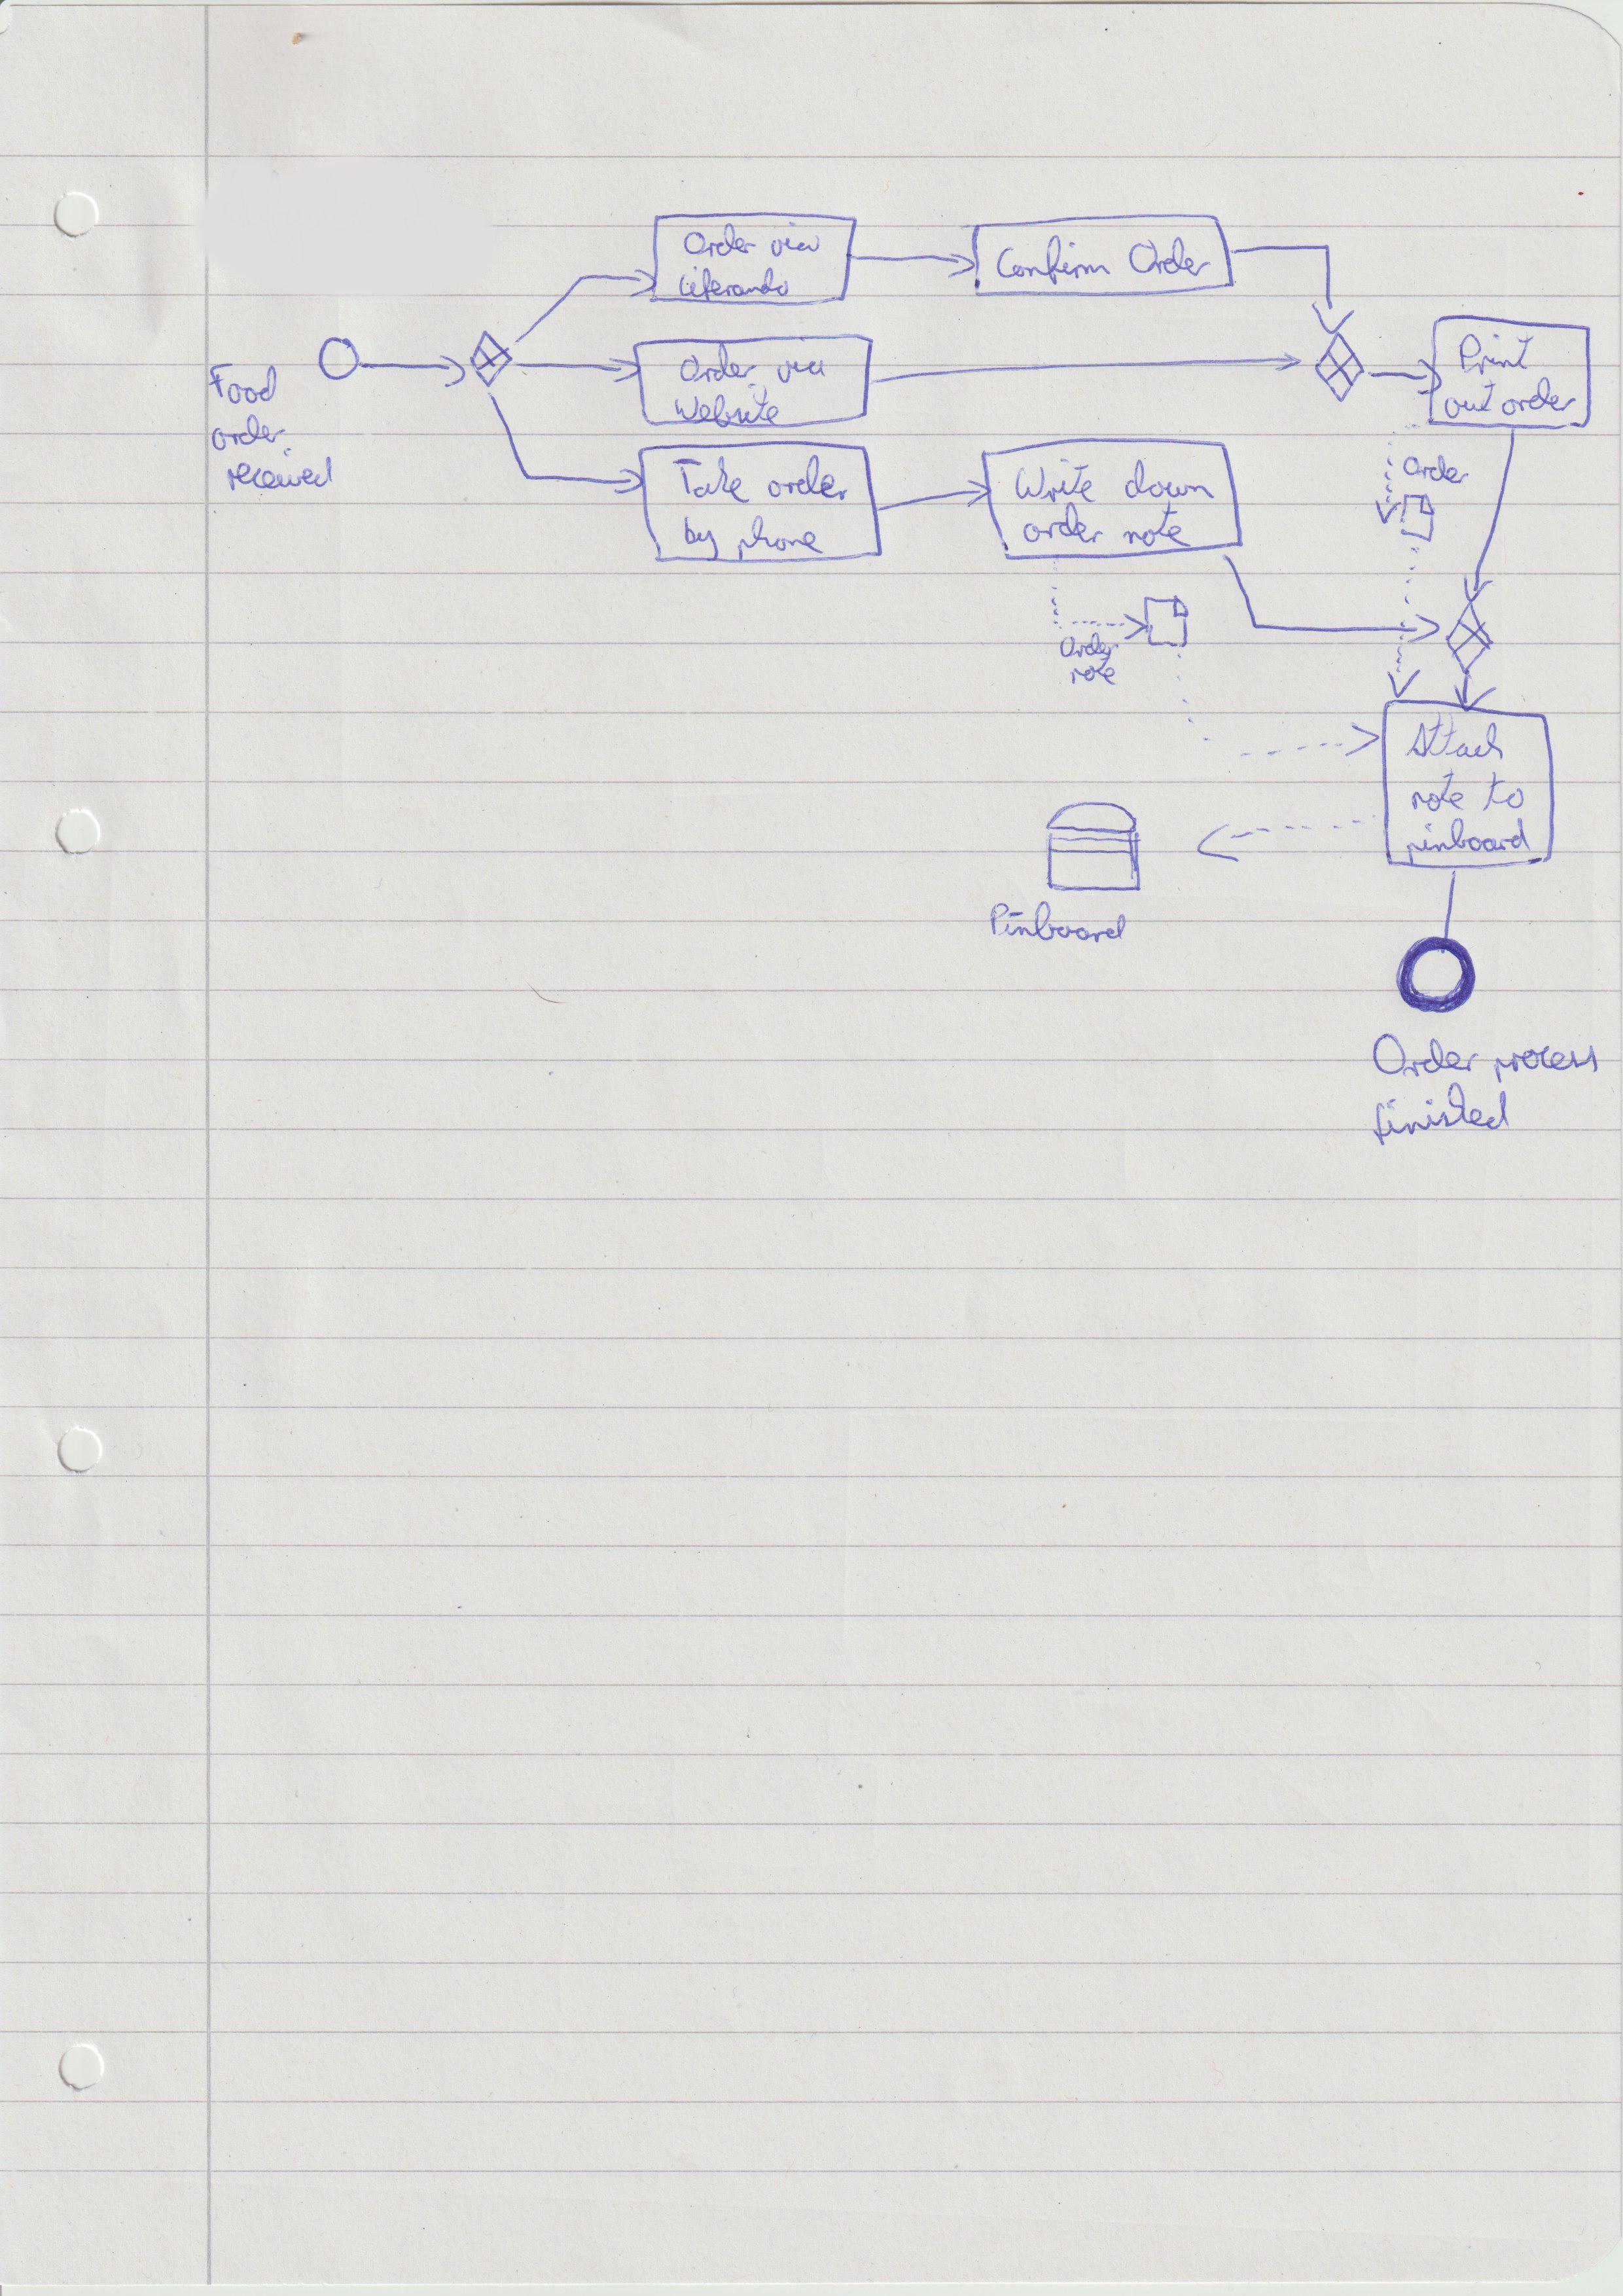 Order via
Liferando
Confirm Order
Food
order
received
Order via
Website
Print
out order
Take order
by phone
Write down
order note
Order
Order
note
Attach
note to
pinboard
Pinboard
Order process
finished